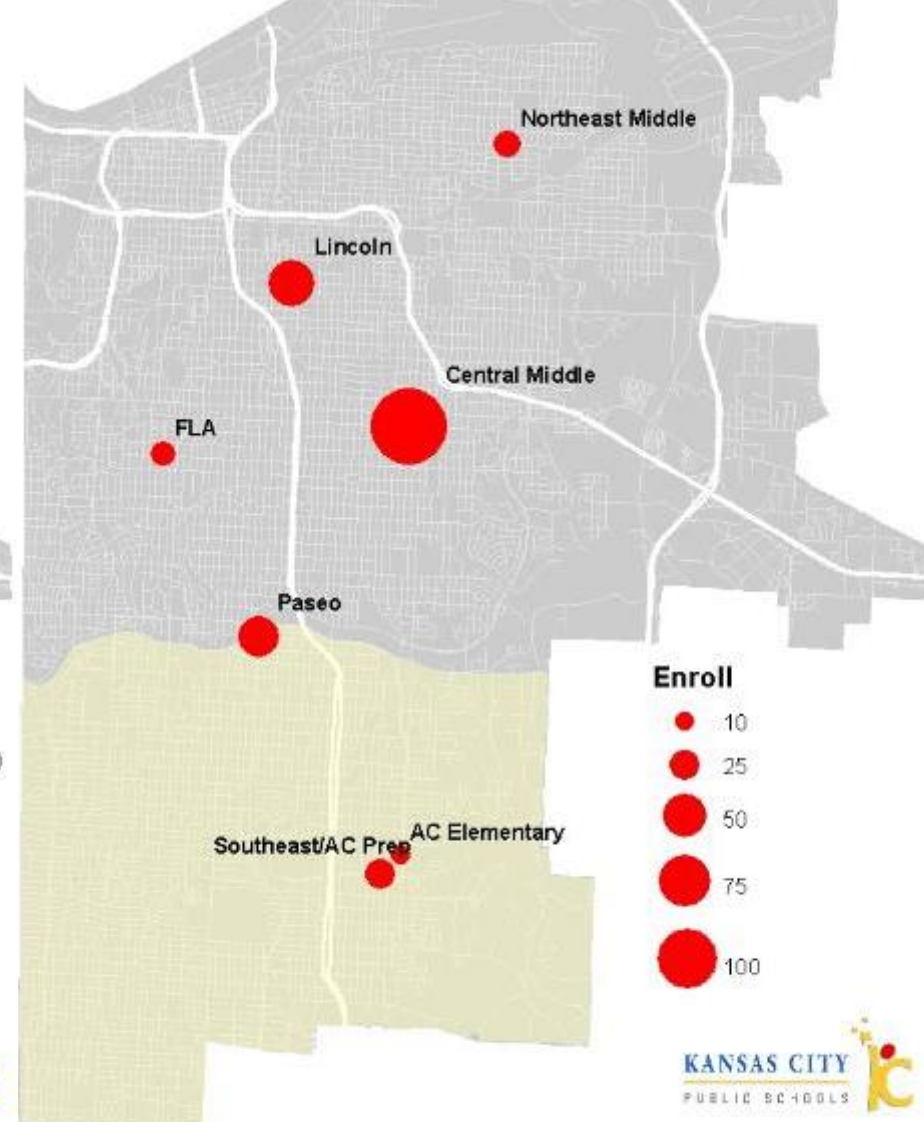 Northeast Middle
Lincoln
Central Middle
FLA
Paseo
AC Elementary
Southeast/AC Prep
Enroll
10
25
50
75
100
KANSAS CITY
PUBLIC SCHOOLS